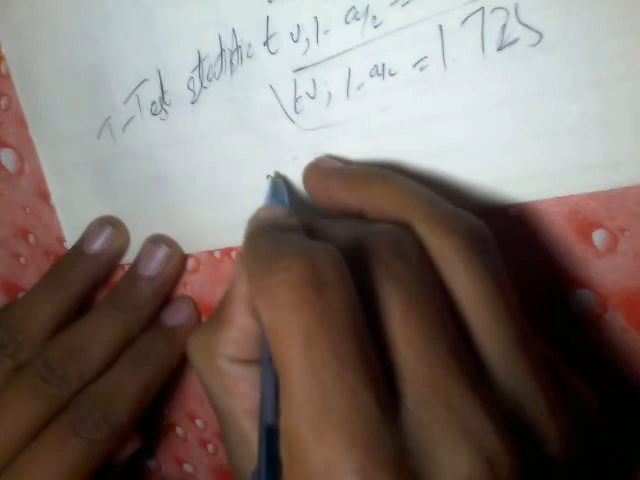 T-Test statistic t ν, 1-α/2 =
t ν; 1-α/2 = 1.725